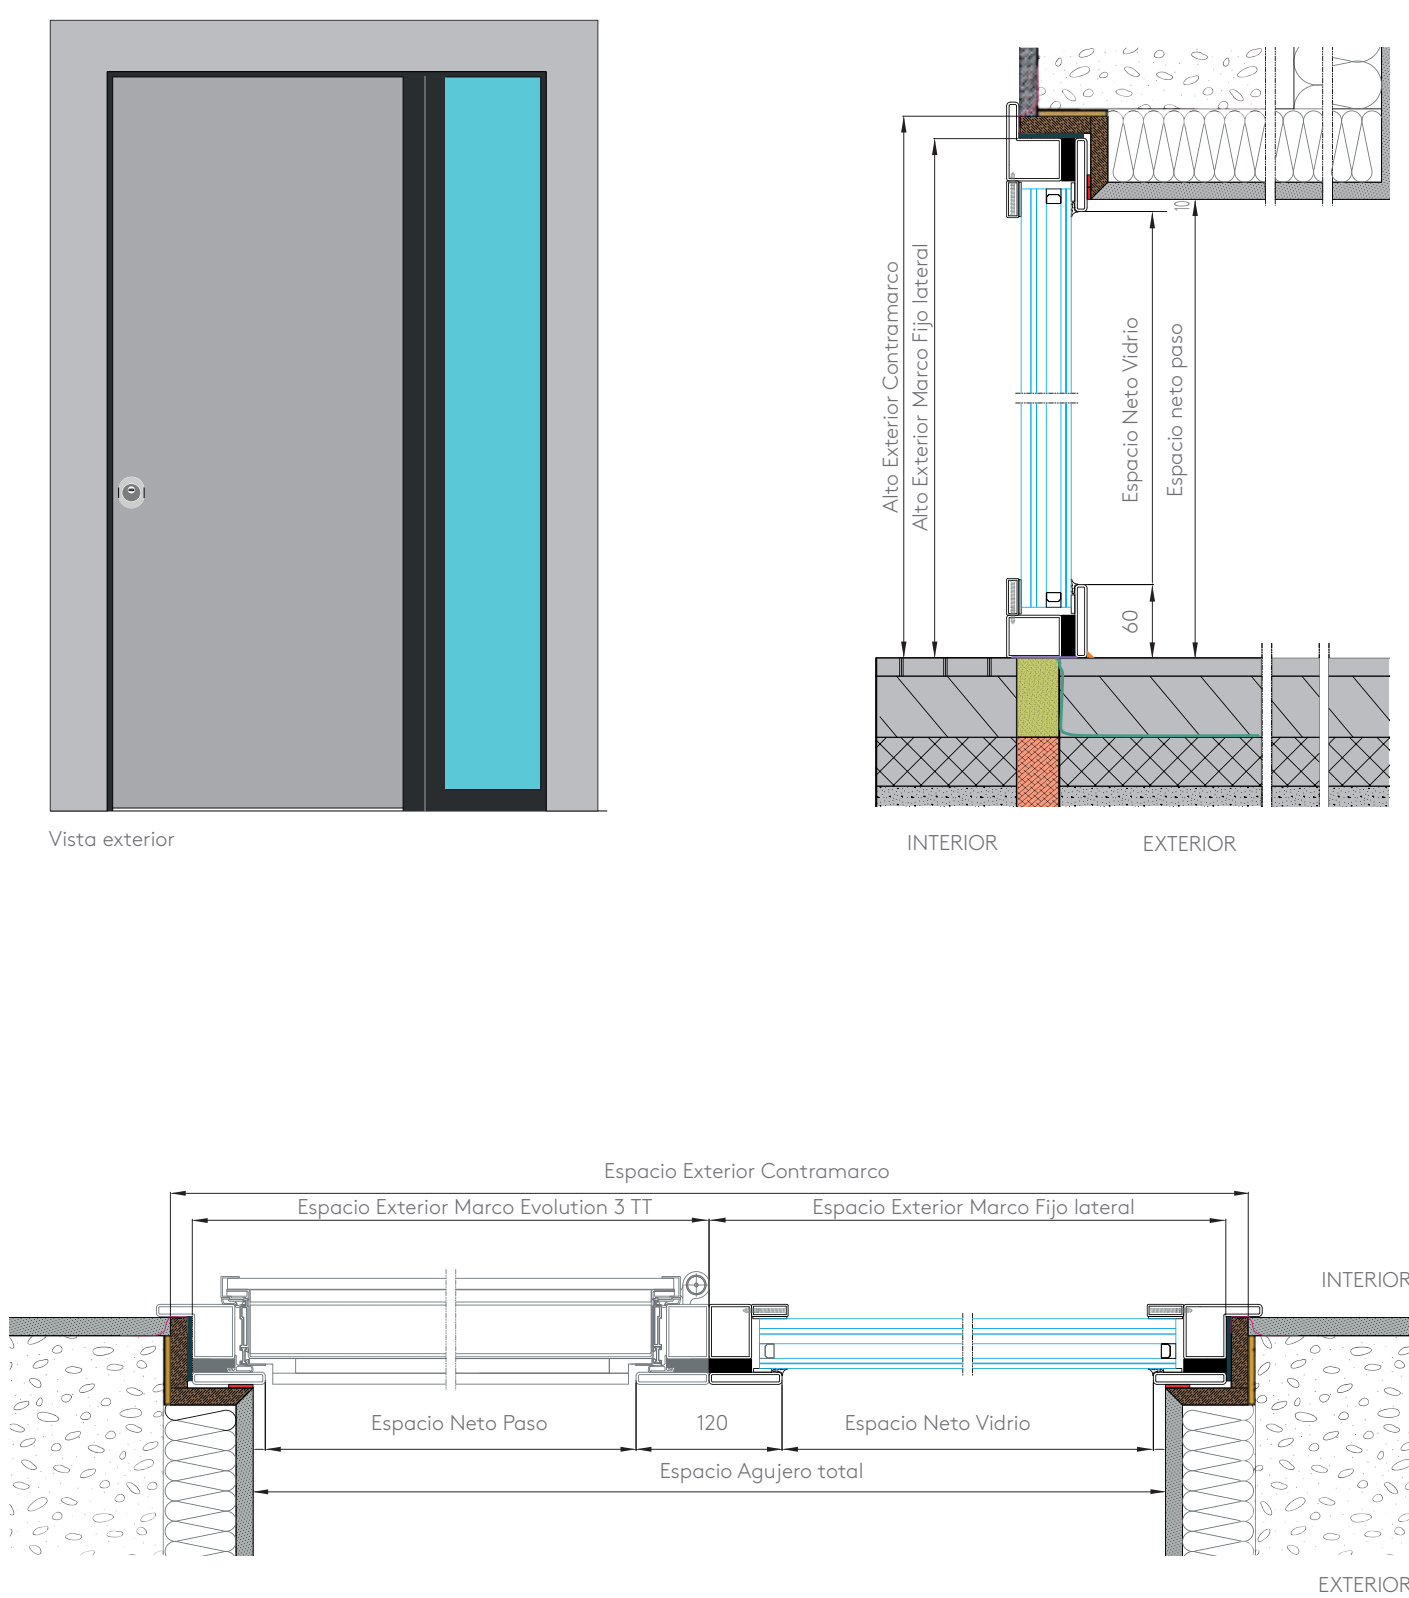 Vista exterior
Alto Exterior Contramarco
Alto Exterior Marco Fijo lateral
10
Espacio Neto Vidrio
Espacio neto paso
60
INTERIOR
EXTERIOR
Espacio Exterior Contramarco
Espacio Exterior Marco Evolution 3 TT
Espacio Exterior Marco Fijo lateral
INTERIOR
Espacio Neto Paso
120
Espacio Neto Vidrio
Espacio Agujero total
EXTERIOR